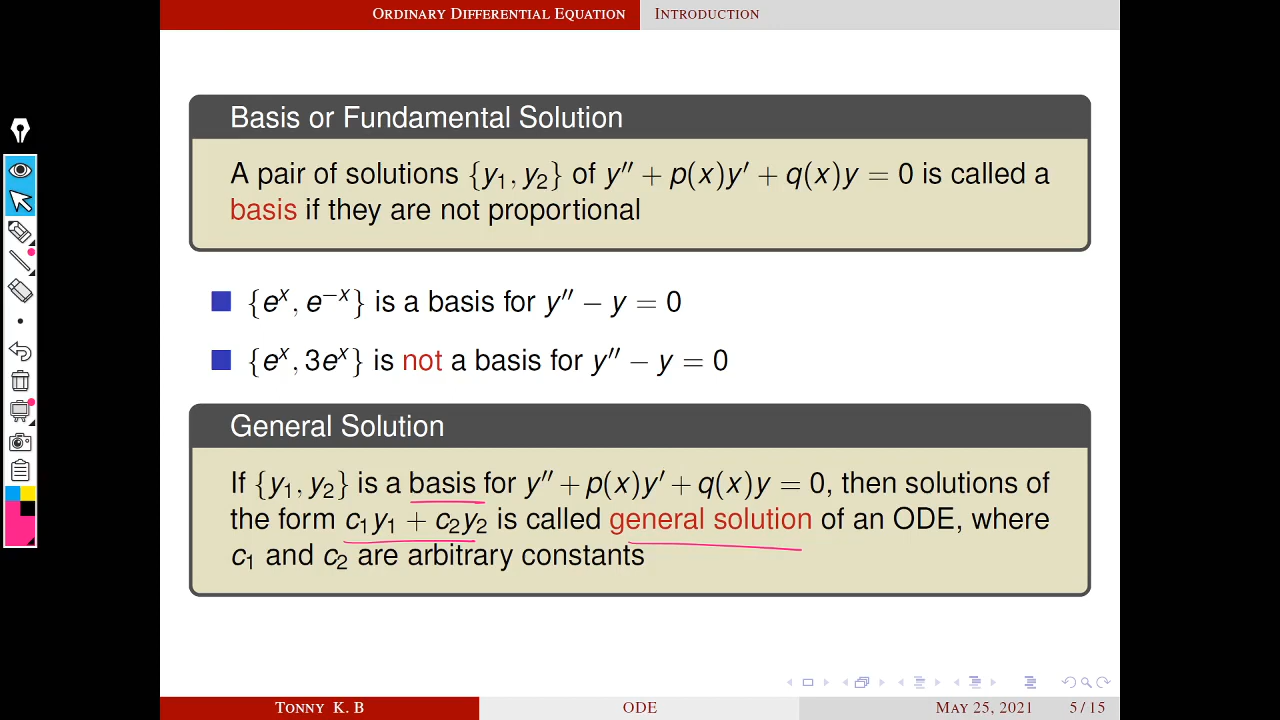 ORDINARY DIFFERENTIAL EQUATION INTRODUCTION
Basis or Fundamental Solution
A pair of solutions {y₁, y₂} of y″ + p(x)y′ + q(x)y = 0 is called a
basis if they are not proportional
{eˣ, e⁻ˣ} is a basis for y″ − y = 0
{eˣ, 3eˣ} is not a basis for y″ − y = 0
General Solution
If {y₁, y₂} is a basis for y″ + p(x)y′ + q(x)y = 0, then solutions of
the form c₁y₁ + c₂y₂ is called general solution of an ODE, where
c₁ and c₂ are arbitrary constants
TONNY K. B ODE MAY 25, 2021 5 / 15